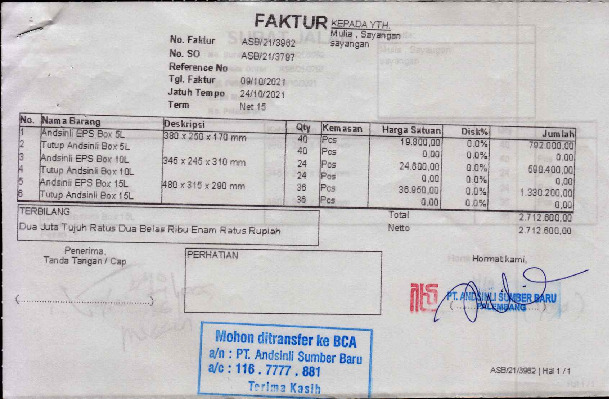 FAKTUR
KEPADA YTH.
Mulia , Sayangan
sayangan
No. Faktur ASB/21/3962
No. SO ASB/21/3797
Reference No
Tgl. Faktur 09/10/2021
Jatuh Tempo 24/10/2021
Term Net 15
No. Nama Barang Deskripsi Qty Kemasan Harga Satuan Disk% Jumlah
1 Andsinli EPS Box 5L 380 x 250 x 170 mm 40 Pcs 19.800,00 0.0% 792.000,00
2 Tutup Andsinli Box 5L 40 Pcs 0,00 0.0% 0,00
3 Andsinli EPS Box 10L 345 x 245 x 310 mm 24 Pcs 24.600,00 0.0% 590.400,00
4 Tutup Andsinli Box 10L 24 Pcs 0,00 0.0% 0,00
5 Andsinli EPS Box 15L 480 x 315 x 290 mm 36 Pcs 36.950,00 0.0% 1.330.200,00
6 Tutup Andsinli Box 15L 36 Pcs 0,00 0.0% 0,00
TERBILANG
Dua Juta Tujuh Ratus Dua Belas Ribu Enam Ratus Rupiah
Total 2.712.600,00
Netto 2.712.600,00
Penerima,
Tanda Tangan / Cap
PERHATIAN
Hormat kami,
PT. ANDSINLI SUMBER BARU
PALEMBANG
Mohon ditransfer ke BCA
a/n : PT. Andsinli Sumber Baru
a/c : 116 . 7777 . 881
Terima Kasih
ASB/21/3962 | Hal 1 / 1